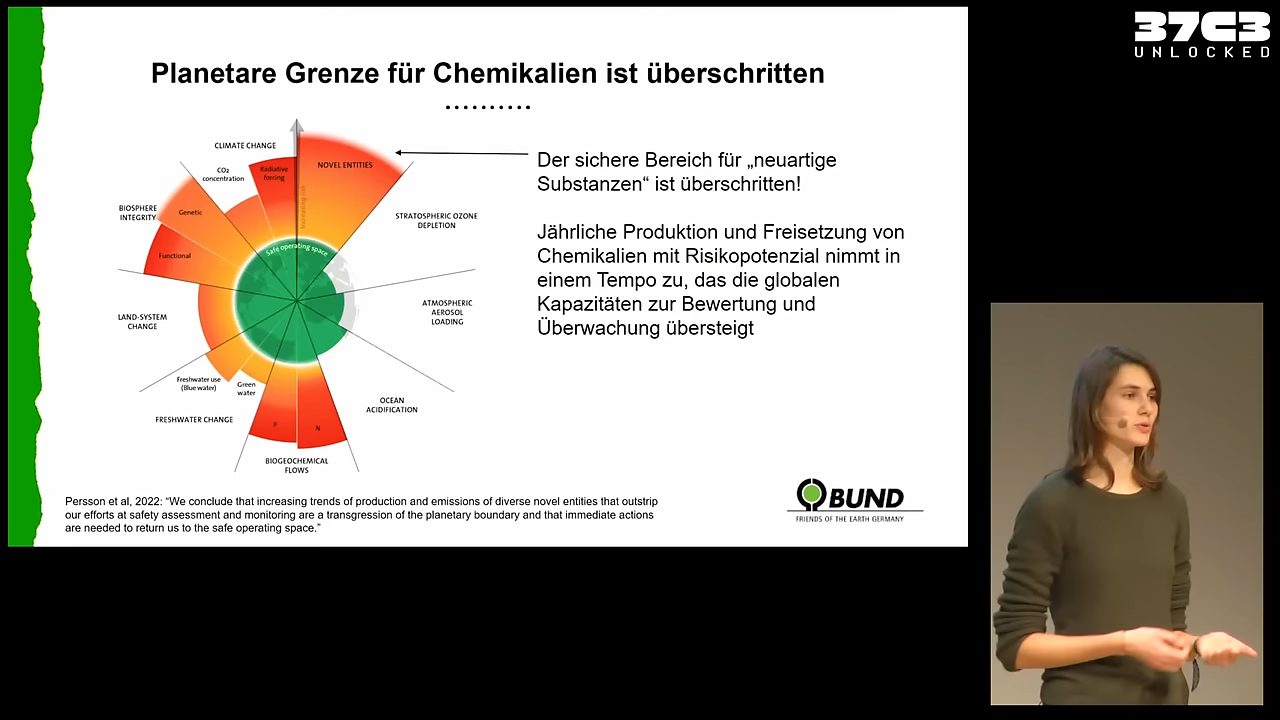 37C3
UNLOCKED
Planetare Grenze für Chemikalien ist überschritten
CLIMATE CHANGE
NOVEL ENTITIES
CO₂
concentration
Radiative
forcing
Increasing risk
BIOSPHERE
INTEGRITY
Genetic
Functional
STRATOSPHERIC OZONE
DEPLETION
Safe operating space
ATMOSPHERIC
AEROSOL
LOADING
LAND-SYSTEM
CHANGE
Freshwater use
(Blue water)
Green
water
FRESHWATER CHANGE
OCEAN
ACIDIFICATION
P
N
BIOGEOCHEMICAL
FLOWS
Der sichere Bereich für „neuartige
Substanzen“ ist überschritten!
Jährliche Produktion und Freisetzung von
Chemikalien mit Risikopotenzial nimmt in
einem Tempo zu, das die globalen
Kapazitäten zur Bewertung und
Überwachung übersteigt
Persson et al, 2022: “We conclude that increasing trends of production and emissions of diverse novel entities that outstrip
our efforts at safety assessment and monitoring are a transgression of the planetary boundary and that immediate actions
are needed to return us to the safe operating space.”
BUND
FRIENDS OF THE EARTH GERMANY